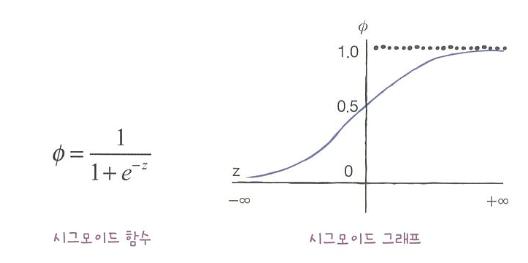 φ = 1 / (1 + e^{-z})
시그모이드 함수
φ
1.0
0.5
z
0
-∞
+∞
시그모이드 그래프